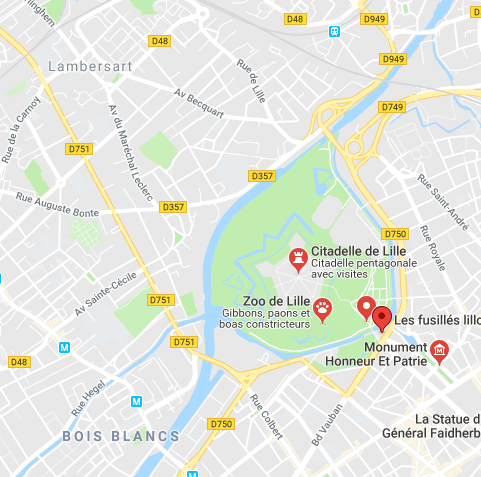 D48
D949
D48
Lambersart
D949
Rue de Lille
Av Becquart
D749
Rue de la Carnoy
Av du Maréchal Leclerc
D751
D357
Rue Saint-André
Rue Auguste Bonte
D357
D750
Rue Royale
Citadelle de Lille
Citadelle pentagonale
avec visites
Av Sainte-Cécile
D751
Zoo de Lille
Gibbons, paons et
boas constricteurs
Les fusillés lillo
D751
Monument
Honneur Et Patrie
D48
M
Rue Hegel
M
Rue Colbert
Bd Vauban
D750
BOIS BLANCS
La Statue d
Général Faidherb
M